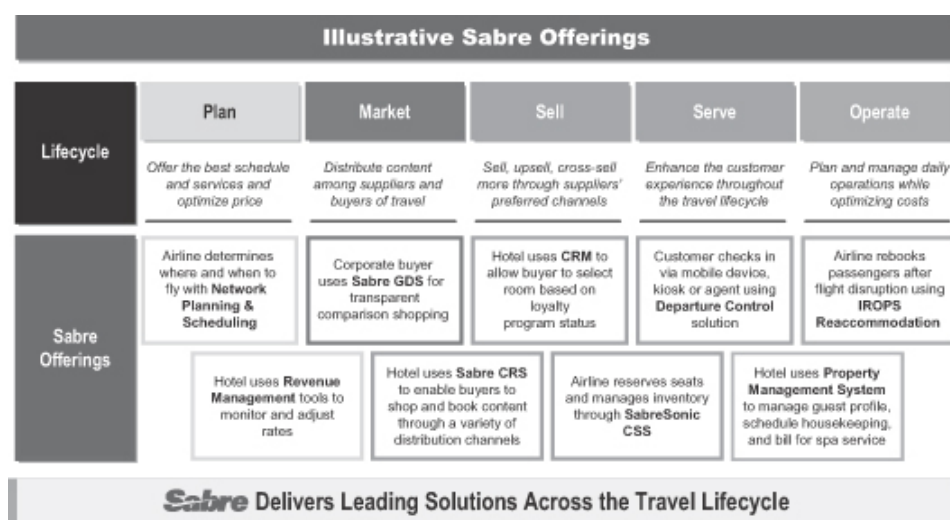 Illustrative Sabre Offerings
Lifecycle
Plan
Market
Sell
Serve
Operate
Offer the best schedule
and services and
optimize price
Distribute content
among suppliers and
buyers of travel
Sell, upsell, cross-sell
more through suppliers'
preferred channels
Enhance the customer
experience throughout
the travel lifecycle
Plan and manage daily
operations while
optimizing costs
Sabre
Offerings
Airline determines
where and when to
fly with Network
Planning &
Scheduling
Corporate buyer
uses Sabre GDS for
transparent
comparison shopping
Hotel uses CRM to
allow buyer to select
room based on
loyalty
program status
Customer checks in
via mobile device,
kiosk or agent using
Departure Control
solution
Airline rebooks
passengers after
flight disruption using
IROPS
Reaccommodation
Hotel uses Revenue
Management tools to
monitor and adjust
rates
Hotel uses Sabre CRS
to enable buyers to
shop and book content
through a variety of
distribution channels
Airline reserves seats
and manages inventory
through SabreSonic
CSS
Hotel uses Property
Management System
to manage guest profile,
schedule housekeeping,
and bill for spa service
Sabre Delivers Leading Solutions Across the Travel Lifecycle